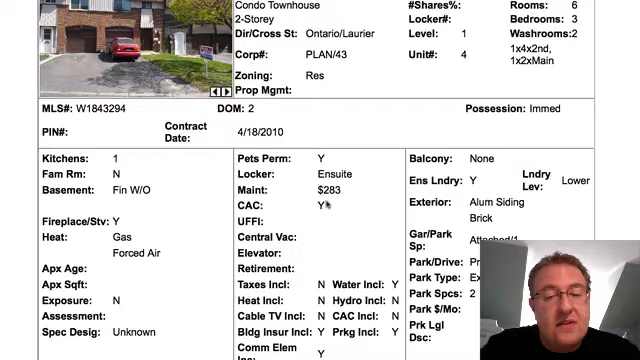 Condo Townhouse #Shares%: Rooms: 6
2-Storey Locker#: Bedrooms: 3
Dir/Cross St: Ontario/Laurier Level: 1 Washrooms:2
Corp#: PLAN/43 Unit#: 4 1x4x2nd,
1x2xMain
Zoning: Res
Prop Mgmt:
MLS#: W1843294 DOM: 2 Possession: Immed
PIN#: Contract Date: 4/18/2010
Kitchens: 1 Pets Perm: Y Balcony: None
Fam Rm: N Locker: Ensuite Ens Lndry: Y Lndry Lev: Lower
Basement: Fin W/O Maint: $283
CAC: Y Exterior: Alum Siding
Fireplace/Stv: Y UFFI: Brick
Heat: Gas Central Vac: Gar/Park Sp: Attached/1
Forced Air Elevator: Park/Drive:
Apx Age: Retirement: Park Type:
Apx Sqft: Taxes Incl: N Water Incl: Y Park Spcs: 2
Exposure: N Heat Incl: N Hydro Incl: N Park $/Mo:
Assessment: Cable TV Incl: N CAC Incl: N Prk Lgl Dsc:
Spec Desig: Unknown Bldg Insur Incl: Y Prkg Incl: Y
Comm Elem Y